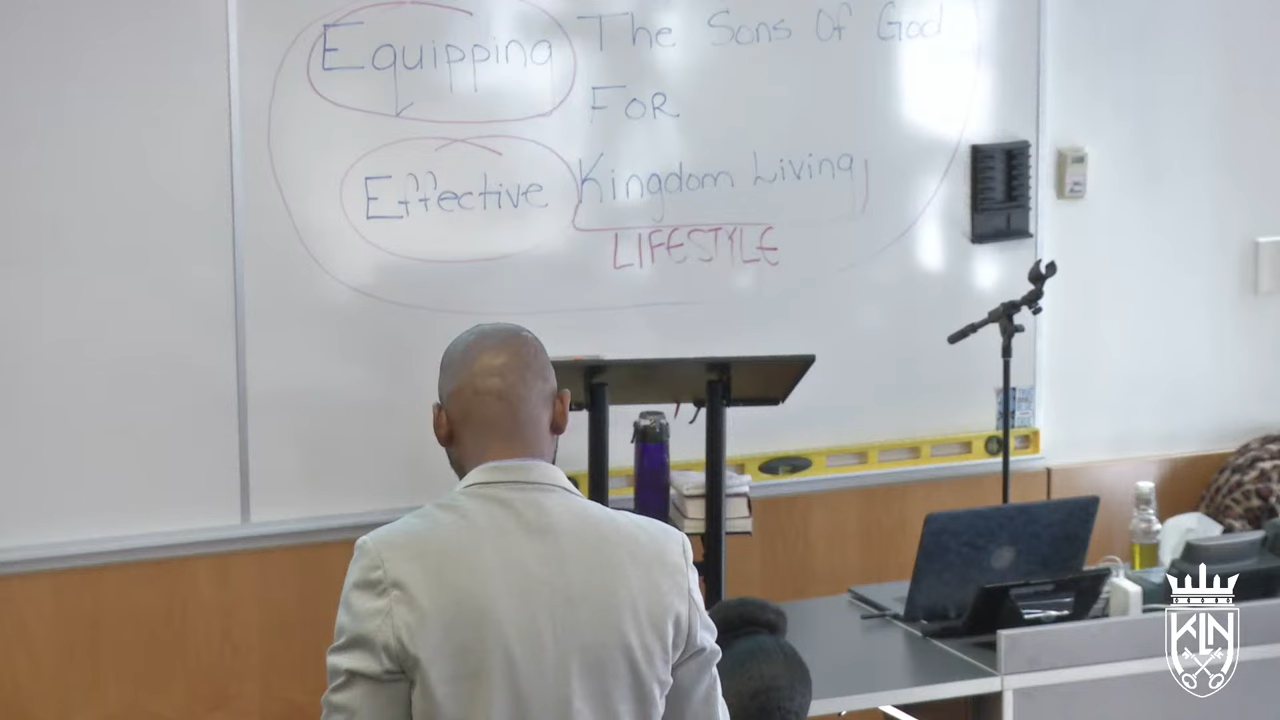 Equipping The Sons Of God
FOR
Effective Kingdom Living
LIFESTYLE
KLN